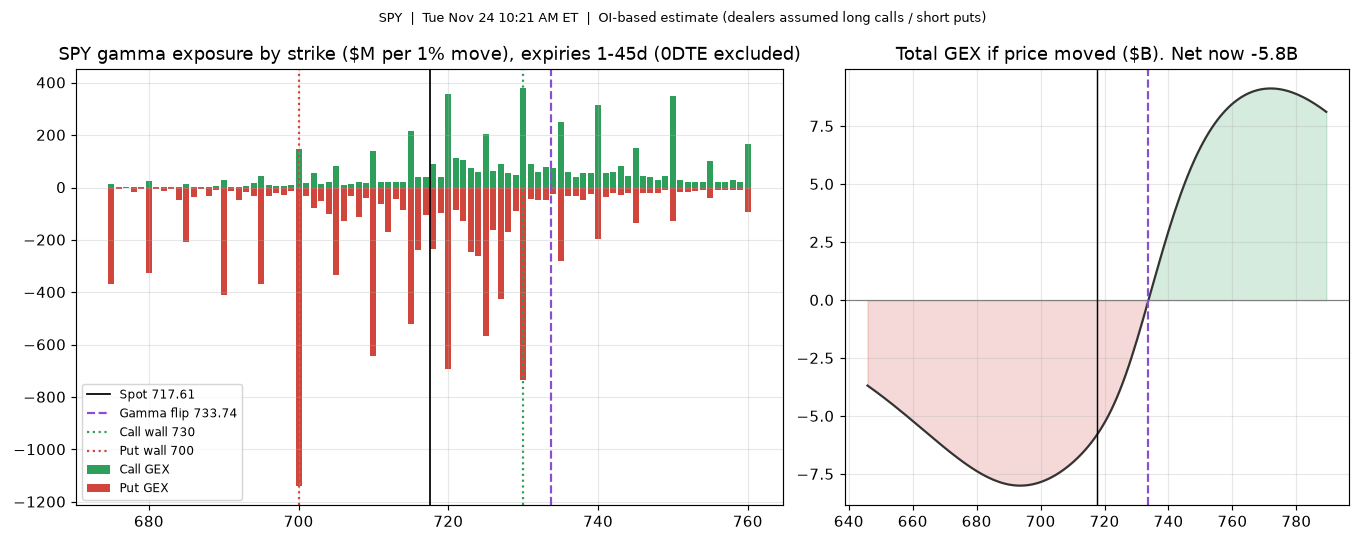 SPY | Tue Nov 24 10:21 AM ET | OI-based estimate (dealers assumed long calls / short puts)
SPY gamma exposure by strike ($M per 1% move), expiries 1-45d (0DTE excluded)
400
200
0
−200
−400
−600
−800
−1000
−1200
Spot 717.61
Gamma flip 733.74
Call wall 730
Put wall 700
Call GEX
Put GEX
680 700 720 740 760
Total GEX if price moved ($B). Net now -5.8B
7.5
5.0
2.5
0.0
−2.5
−5.0
−7.5
640 660 680 700 720 740 760 780